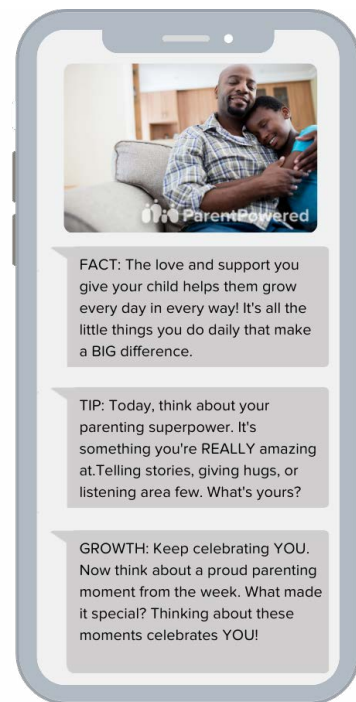 ParentPowered
FACT: The love and support you
give your child helps them grow
every day in every way! It's all the
little things you do daily that make
a BIG difference.
TIP: Today, think about your
parenting superpower. It's
something you're REALLY amazing
at.Telling stories, giving hugs, or
listening area few. What's yours?
GROWTH: Keep celebrating YOU.
Now think about a proud parenting
moment from the week. What made
it special? Thinking about these
moments celebrates YOU!